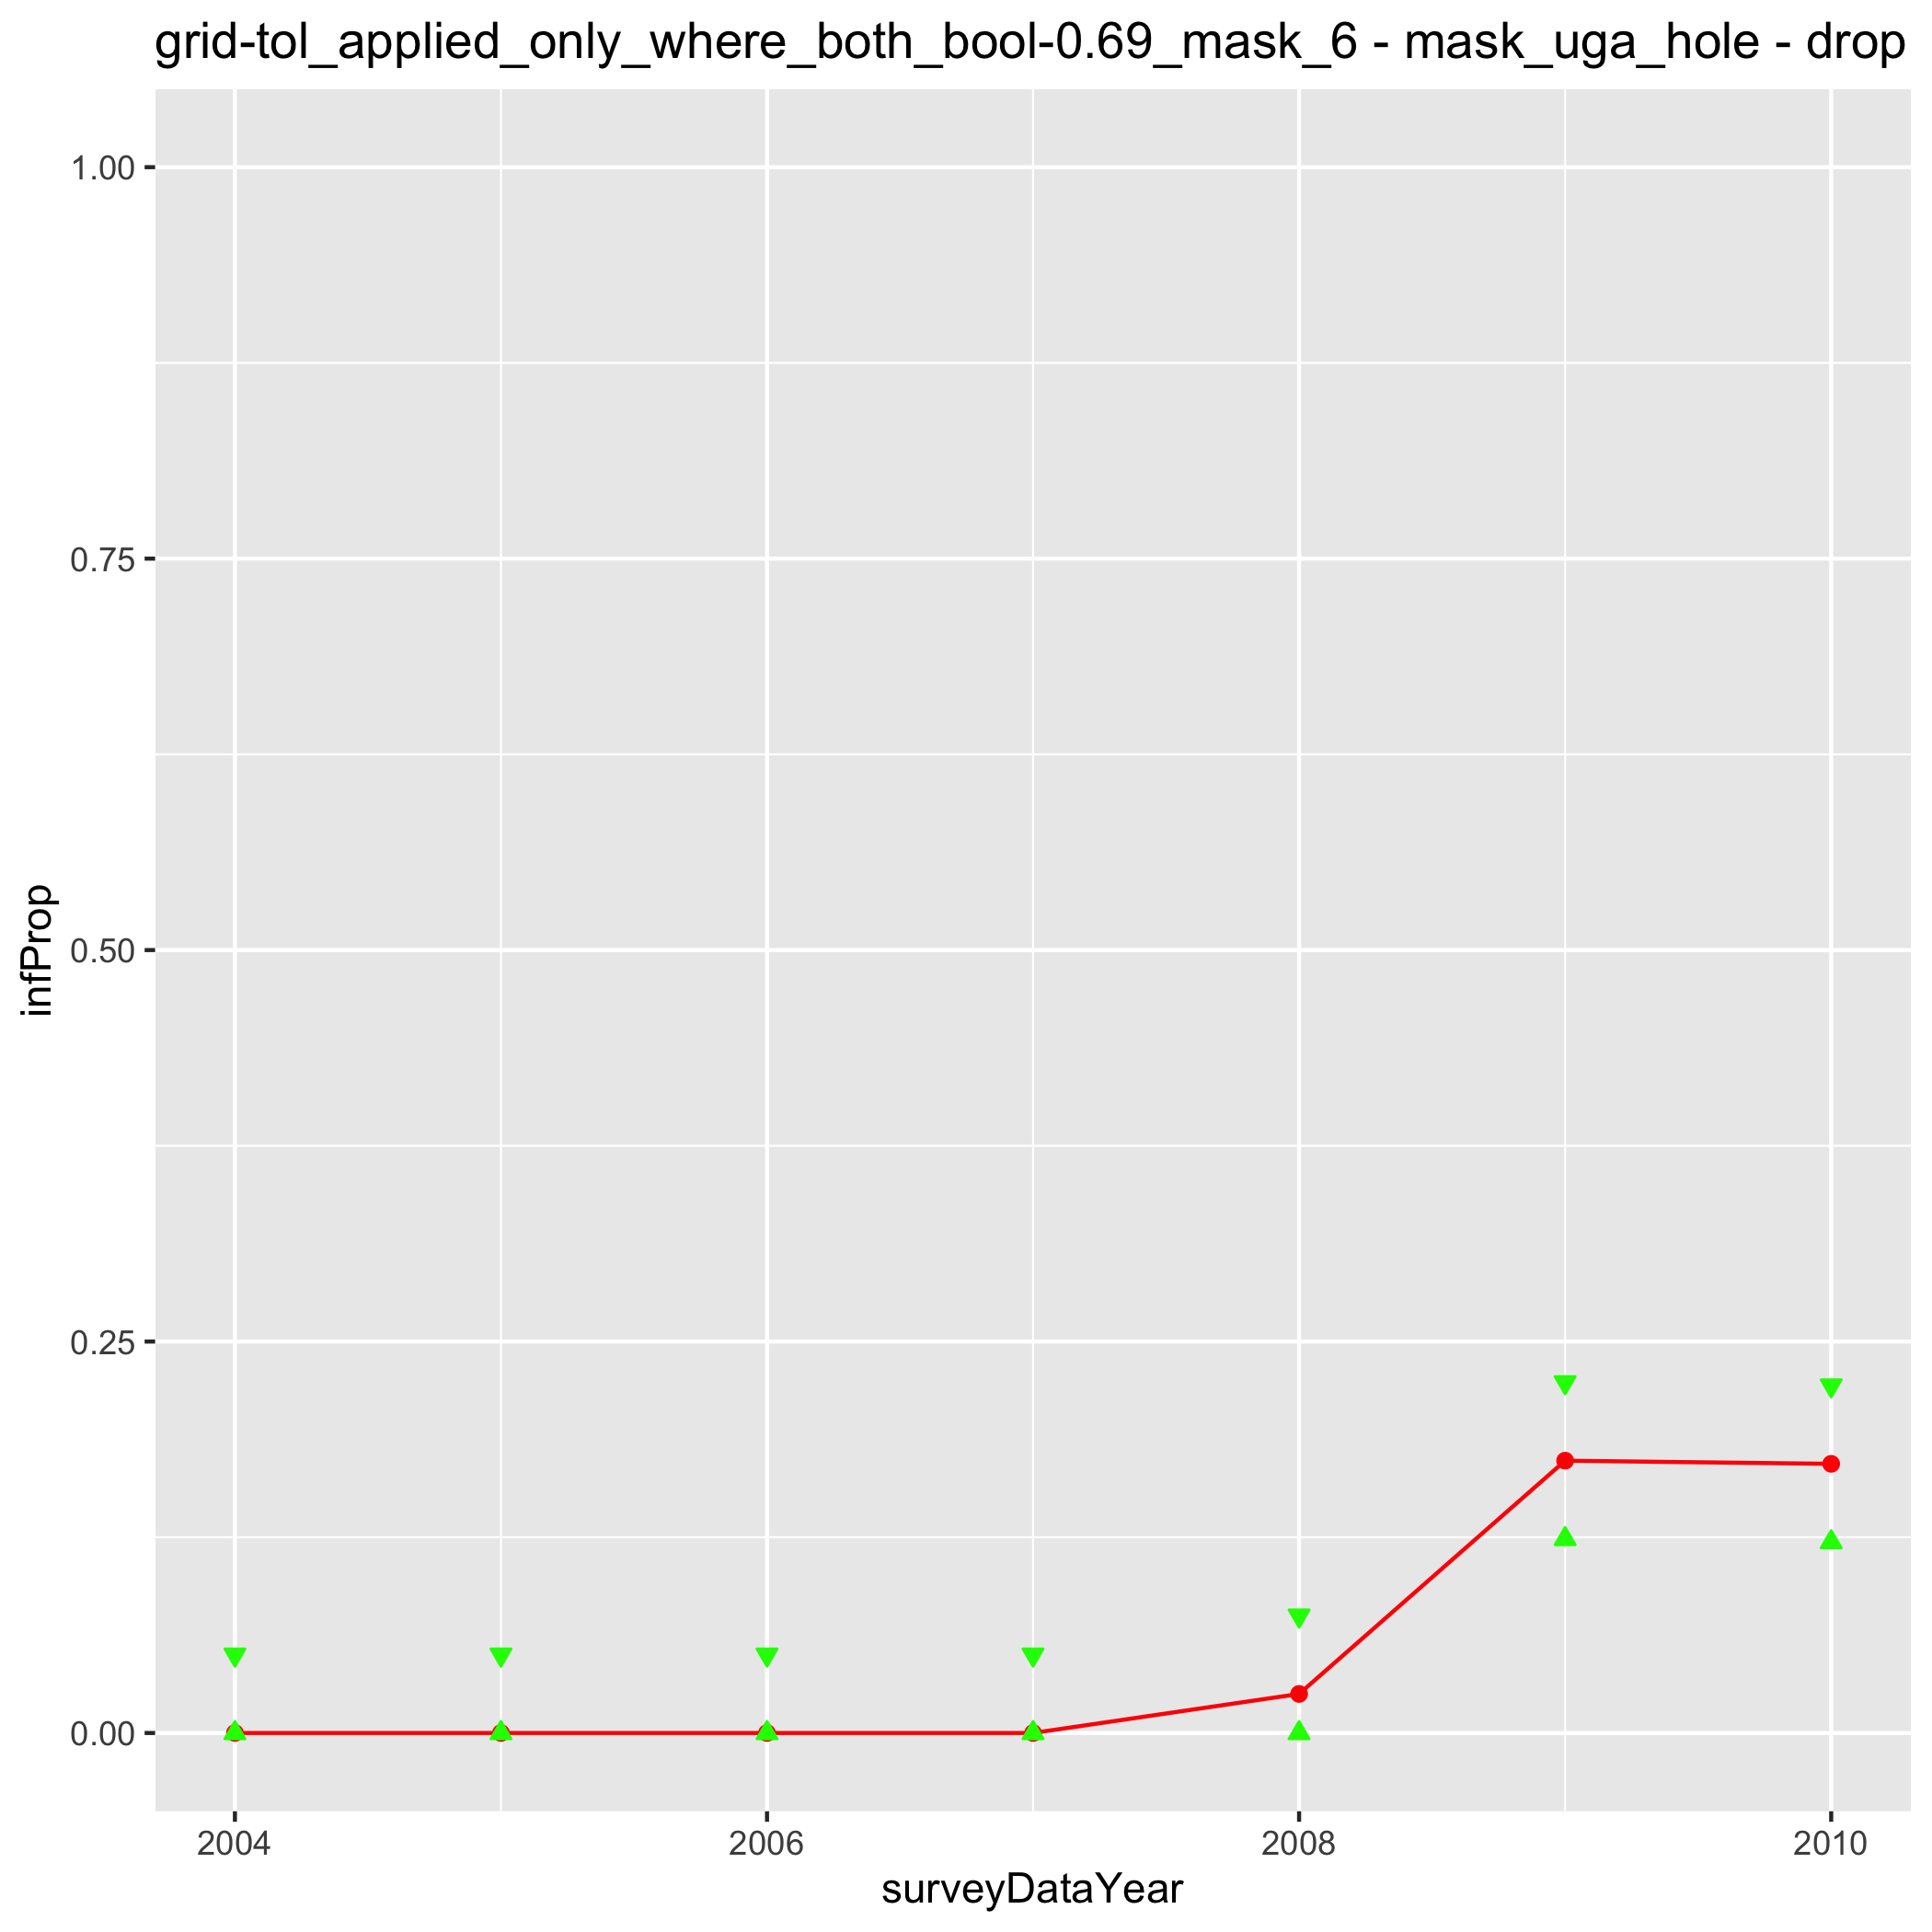 grid-tol_applied_only_where_both_bool-0.69_mask_6 - mask_uga_hole - drop
1.00
0.75
0.50
0.25
0.00
infProp
2004 2006 2008 2010
surveyDataYear